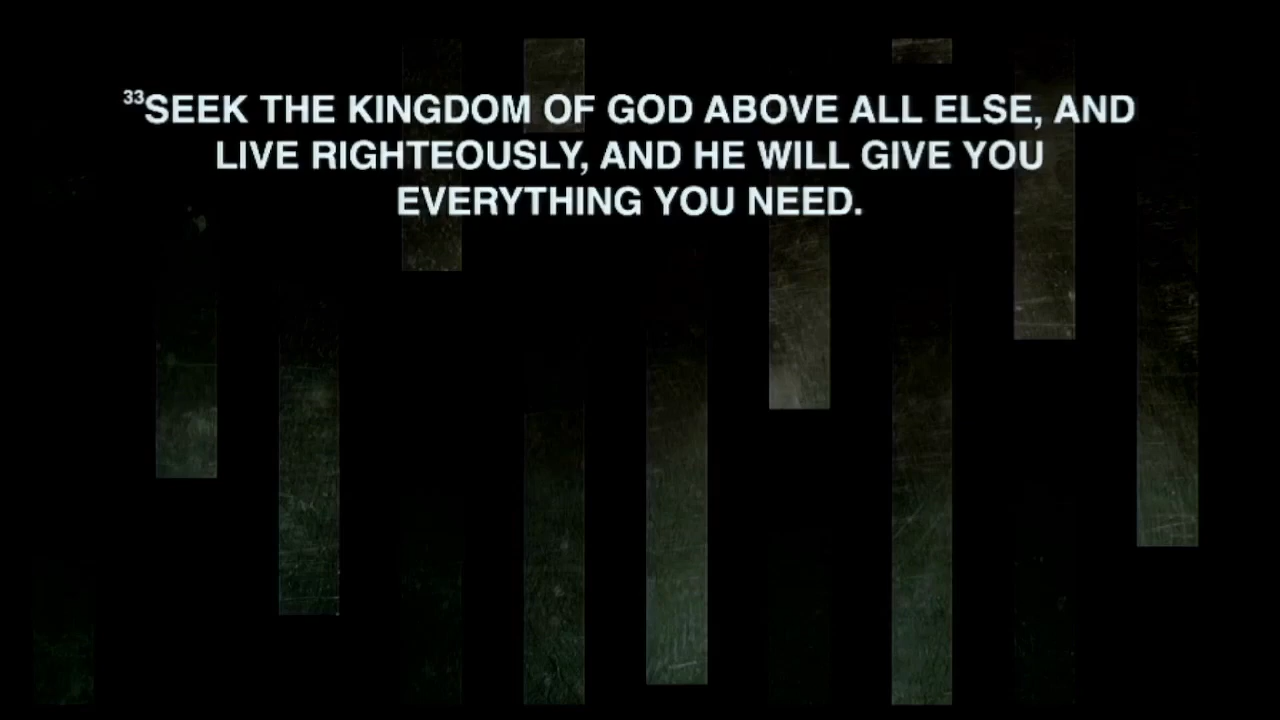 ³³SEEK THE KINGDOM OF GOD ABOVE ALL ELSE, AND
LIVE RIGHTEOUSLY, AND HE WILL GIVE YOU
EVERYTHING YOU NEED.